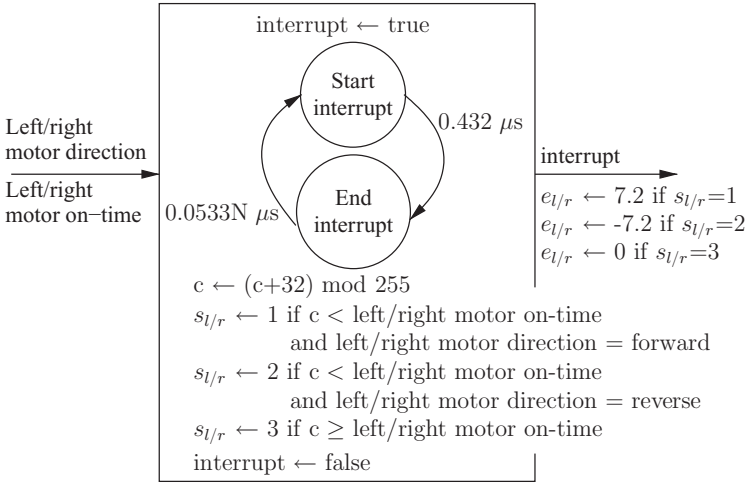 interrupt ← true
Start
interrupt
0.432 μs
Left/right
motor direction
Left/right
motor on−time
End
interrupt
0.0533N μs
interrupt
e_{l/r} ← 7.2 if s_{l/r}=1
e_{l/r} ← -7.2 if s_{l/r}=2
e_{l/r} ← 0 if s_{l/r}=3
c ← (c+32) mod 255
s_{l/r} ← 1 if c < left/right motor on-time
and left/right motor direction = forward
s_{l/r} ← 2 if c < left/right motor on-time
and left/right motor direction = reverse
s_{l/r} ← 3 if c ≥ left/right motor on-time
interrupt ← false